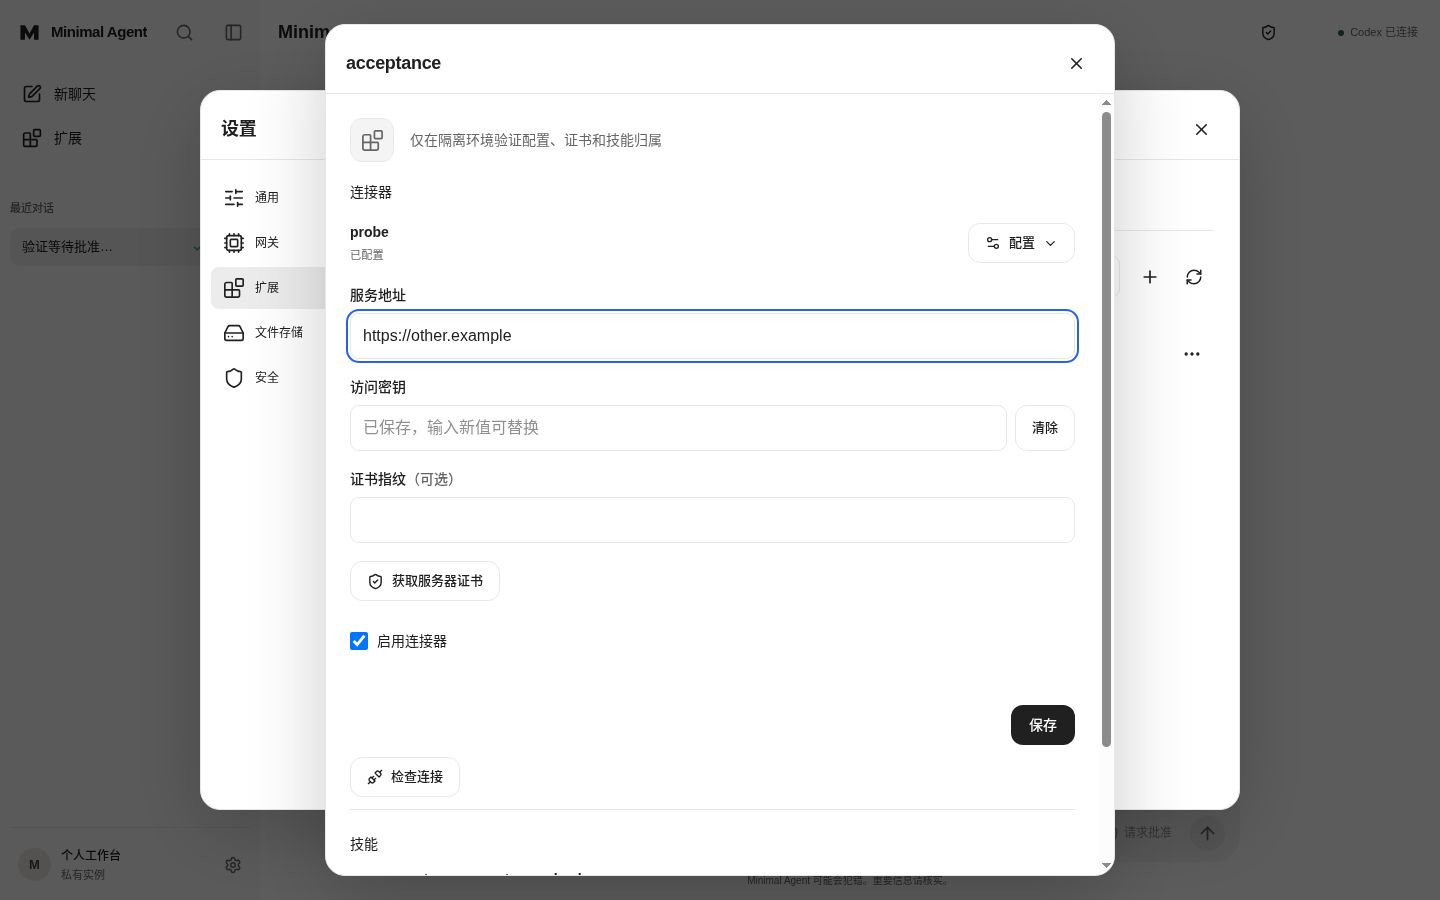 Minimal Agent
Minim
Codex 已连接
新聊天
扩展
最近对话
验证等待批准...
M
个人工作台
私有实例
设置
通用
网关
扩展
文件存储
安全
acceptance
仅在隔离环境验证配置、证书和技能归属
连接器
probe
已配置
配置
服务地址
https://other.example
访问密钥
已保存，输入新值可替换
清除
证书指纹（可选）
获取服务器证书
启用连接器
保存
检查连接
技能
请求批准
Minimal Agent 可能会犯错。重要信息请核实。